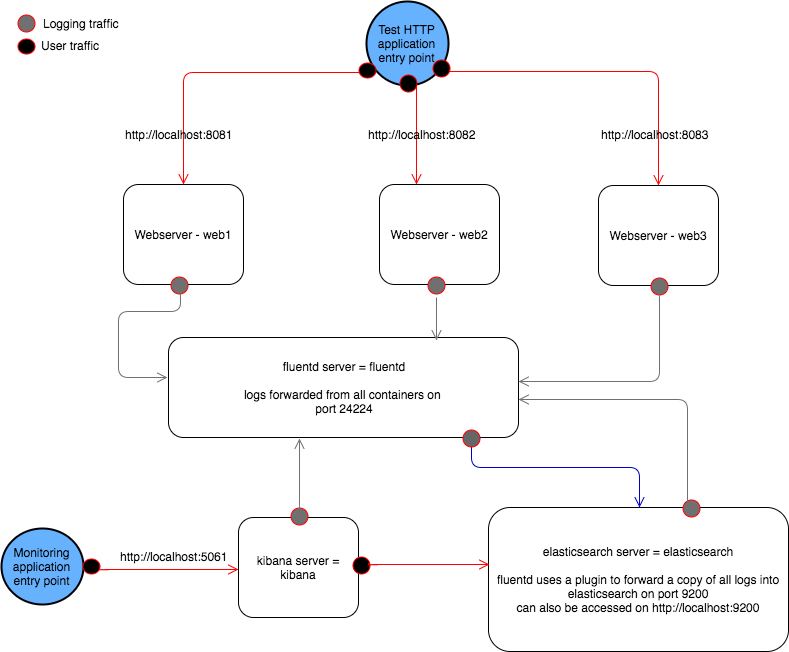 Logging traffic
User traffic
Test HTTP
application
entry point
http://localhost:8081
http://localhost:8082
http://localhost:8083
Webserver - web1
Webserver - web2
Webserver - web3
fluentd server = fluentd
logs forwarded from all containers on
port 24224
Monitoring
application
entry point
http://localhost:5061
kibana server =
kibana
elasticsearch server = elasticsearch
fluentd uses a plugin to forward a copy of all logs into
elasticsearch on port 9200
can also be accessed on http://localhost:9200